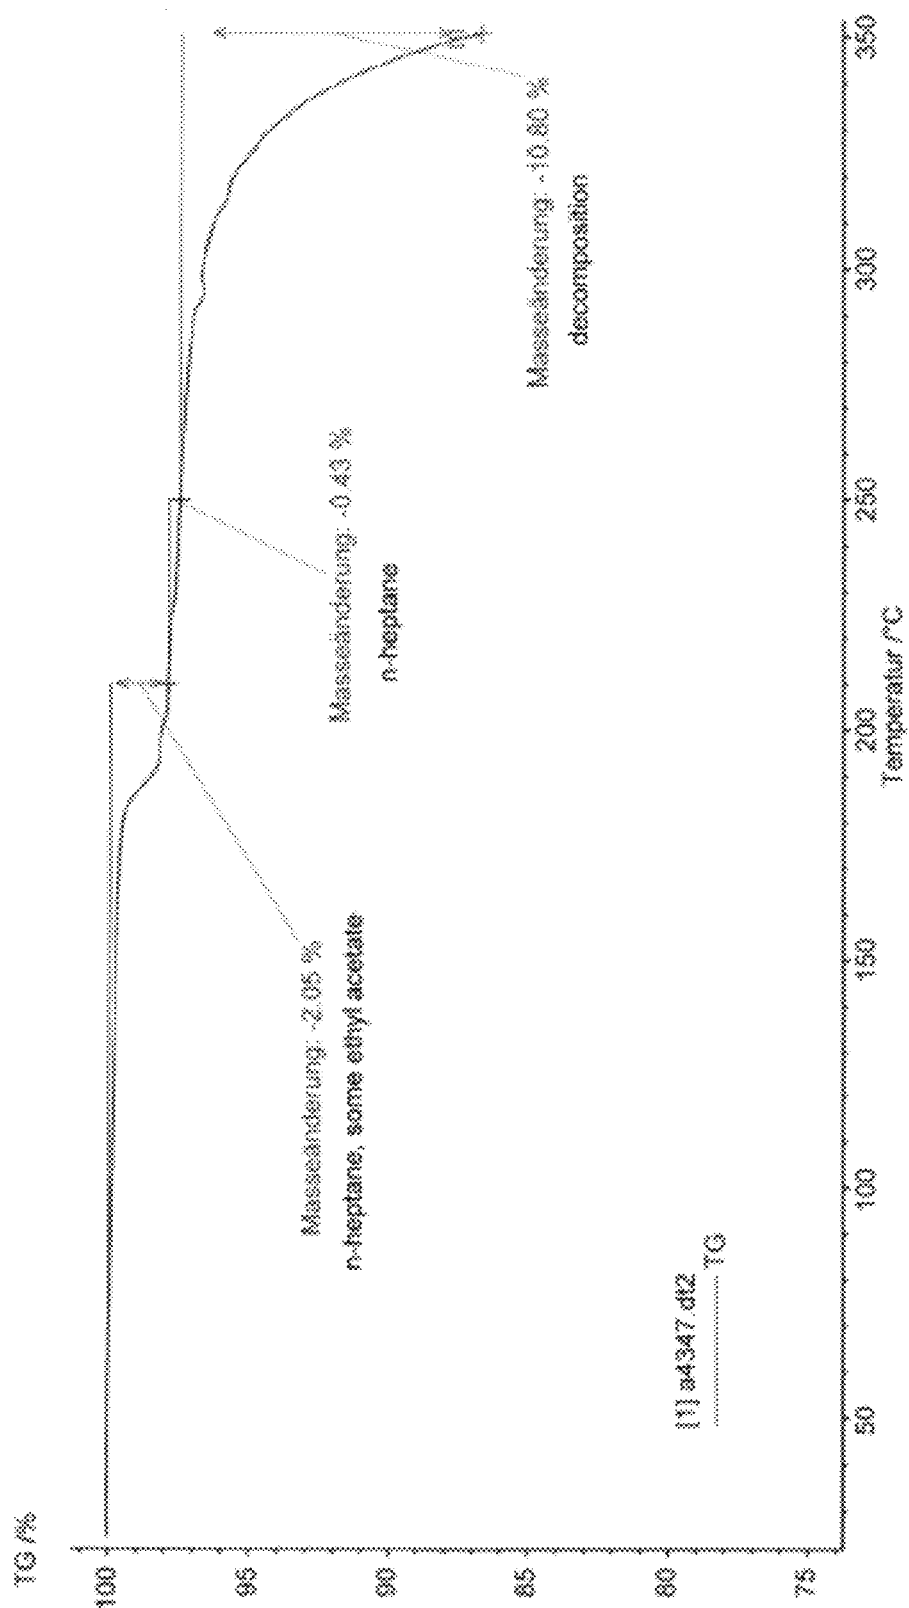 TG /%
100
95
90
85
80
75
Masseänderung: -2.05 %
n-heptane, some ethyl acetate
Masseänderung: -0.43 %
n-heptane
Masseänderung: -10.80 %
decomposition
[1] a4347.dt2
TG
50
100
150
200
250
300
350
Temperatur /°C